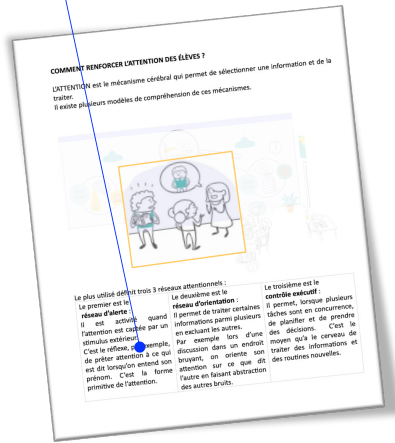 COMMENT RENFORCER L'ATTENTION DES ÉLÈVES ?
L'ATTENTION est le mécanisme cérébral qui permet de sélectionner une information et de la
traiter.
Il existe plusieurs modèles de compréhension de ces mécanismes.
Le plus utilisé définit trois 3 réseaux attentionnels :
Le premier est le
réseau d'alerte :
Il est activité quand
l'attention est captée par un
stimulus extérieur.
C'est le réflexe, exemple,
de prêter attention à ce qui
est dit lorsqu'on entend son
prénom. C'est la forme
primitive de l'attention.
Le deuxième est le
réseau d'orientation :
Il permet de traiter certaines
informations parmi plusieurs
en excluant les autres.
Par exemple lors d'une
discussion dans un endroit
bruyant, on oriente son
attention sur ce que dit
l'autre en faisant abstraction
des autres bruits.
Le troisième est le
contrôle exécutif :
Il permet, lorsque plusieurs
tâches sont en concurrence,
de planifier et de prendre
des décisions. C'est le
moyen qu'a le cerveau de
traiter des informations et
des routines nouvelles.